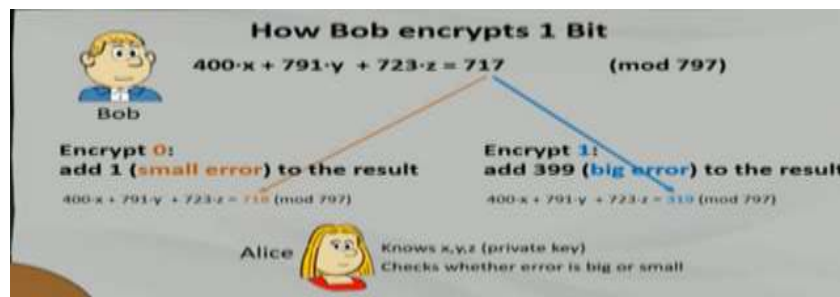 How Bob encrypts 1 Bit
400·x + 791·y + 723·z = 717 (mod 797)
Bob
Encrypt 0:
add 1 (small error) to the result
400·x + 791·y + 723·z = 718 (mod 797)
Encrypt 1:
add 399 (big error) to the result
400·x + 791·y + 723·z = 319 (mod 797)
Alice
Knows x,y,z (private key)
Checks whether error is big or small